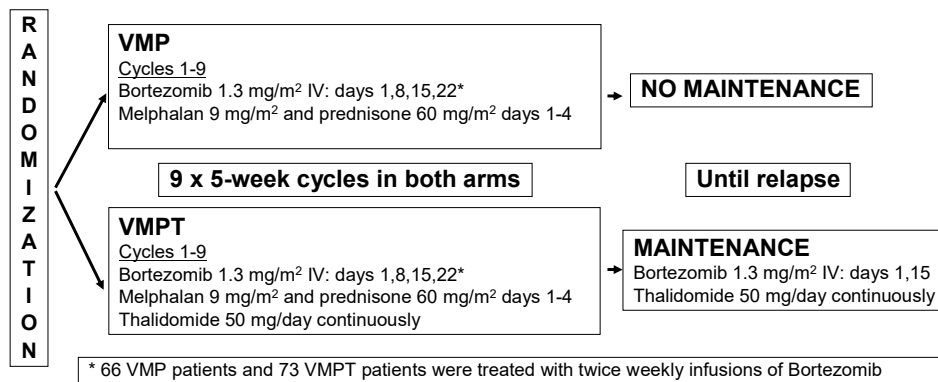 RANDOMIZATION
VMP
Cycles 1-9
Bortezomib 1.3 mg/m² IV: days 1,8,15,22*
Melphalan 9 mg/m² and prednisone 60 mg/m² days 1-4
NO MAINTENANCE
9 x 5-week cycles in both arms
Until relapse
VMPT
Cycles 1-9
Bortezomib 1.3 mg/m² IV: days 1,8,15,22*
Melphalan 9 mg/m² and prednisone 60 mg/m² days 1-4
Thalidomide 50 mg/day continuously
MAINTENANCE
Bortezomib 1.3 mg/m² IV: days 1,15
Thalidomide 50 mg/day continuously
* 66 VMP patients and 73 VMPT patients were treated with twice weekly infusions of Bortezomib